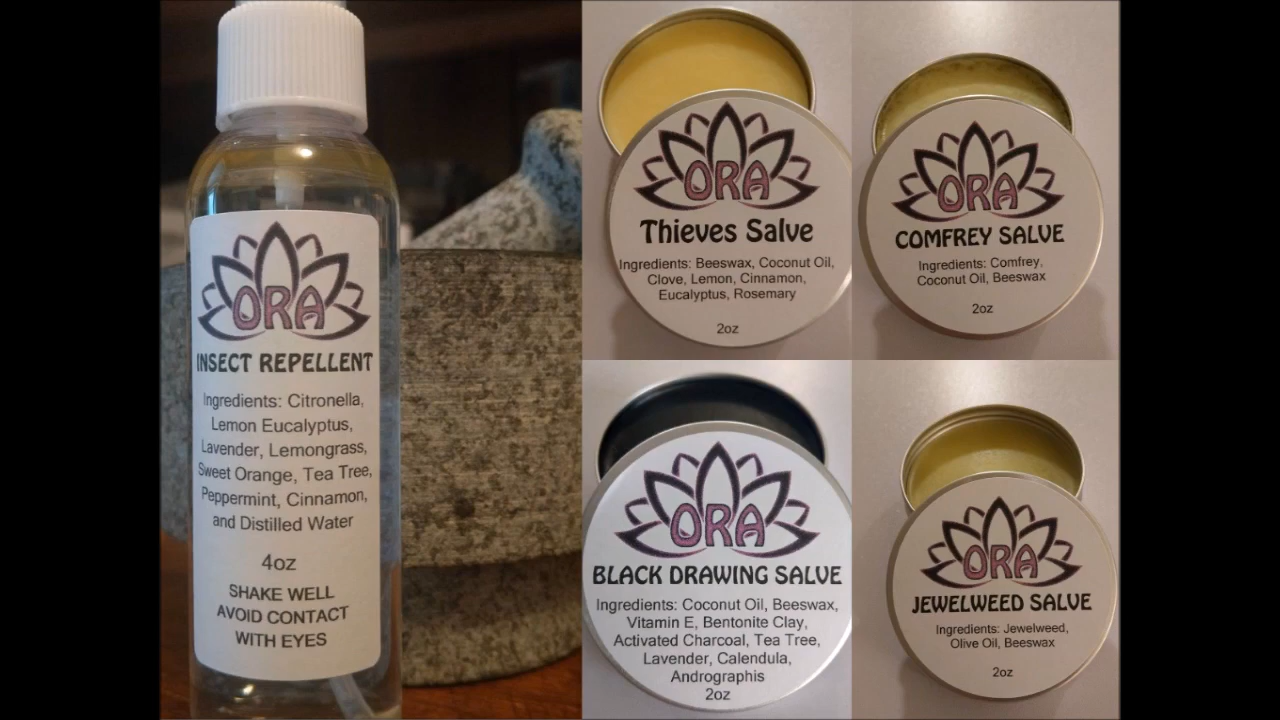 ORA
INSECT REPELLENT
Ingredients: Citronella,
Lemon Eucalyptus,
Lavender, Lemongrass,
Sweet Orange, Tea Tree,
Peppermint, Cinnamon,
and Distilled Water
4oz
SHAKE WELL
AVOID CONTACT
WITH EYES
ORA
Thieves Salve
Ingredients: Beeswax, Coconut Oil,
Clove, Lemon, Cinnamon,
Eucalyptus, Rosemary
2oz
ORA
COMFREY SALVE
Ingredients: Comfrey,
Coconut Oil, Beeswax
2oz
ORA
BLACK DRAWING SALVE
Ingredients: Coconut Oil, Beeswax,
Vitamin E, Bentonite Clay,
Activated Charcoal, Tea Tree,
Lavender, Calendula,
Andrographis
2oz
ORA
JEWELWEED SALVE
Ingredients: Jewelweed,
Olive Oil, Beeswax
2oz